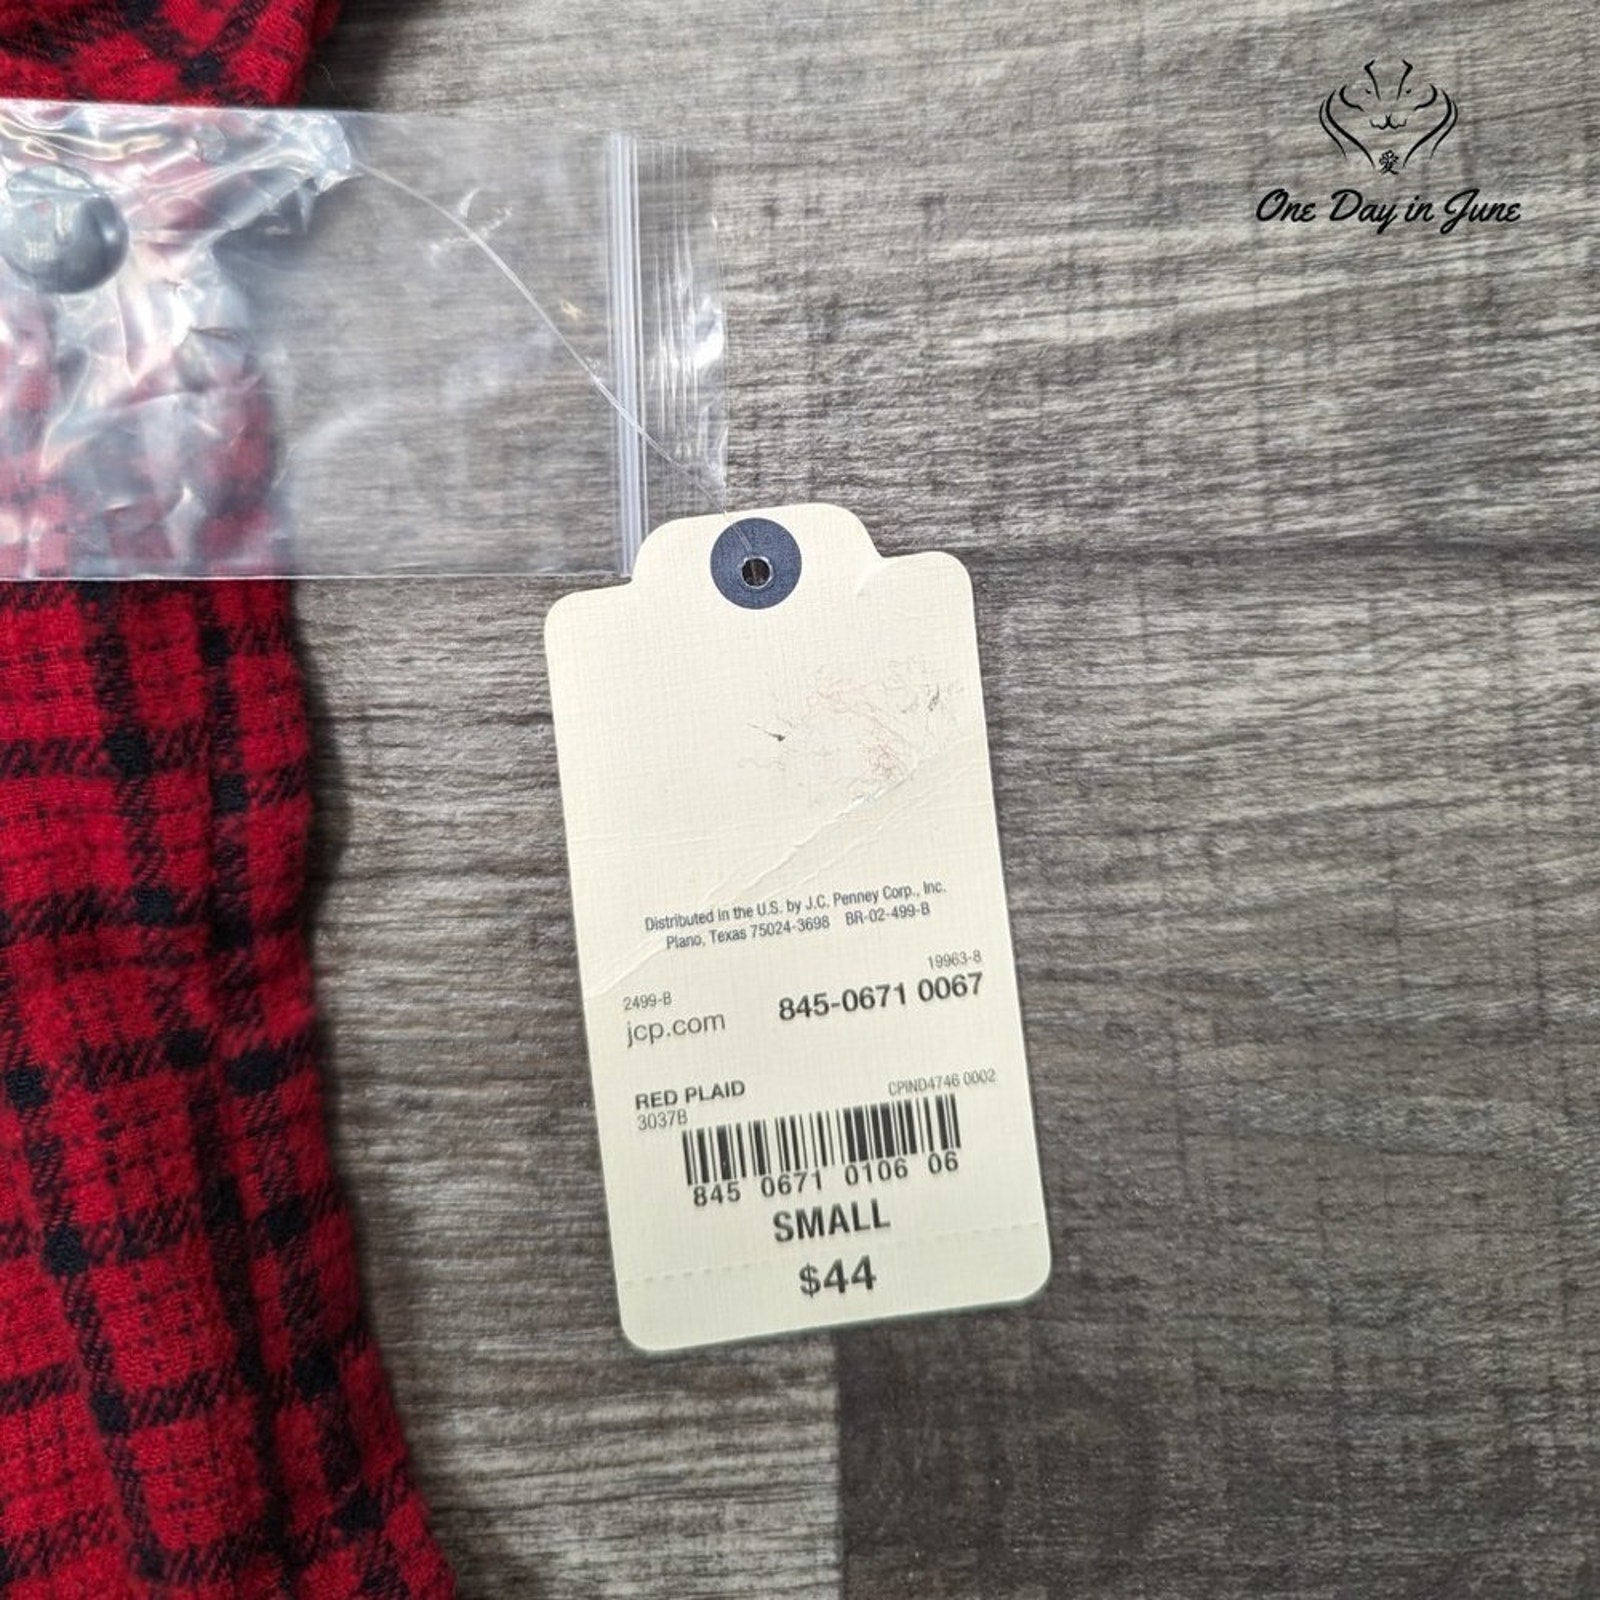 愛
One Day in June
Distributed in the U.S. by J.C. Penney Corp., Inc.
Plano, Texas 75024-3698 BR-02-499-B
19963-8
2499-B
845-0671 0067
jcp.com
RED PLAID
CPIND4746 0002
3037B
845 0671 0106 06
SMALL
$44